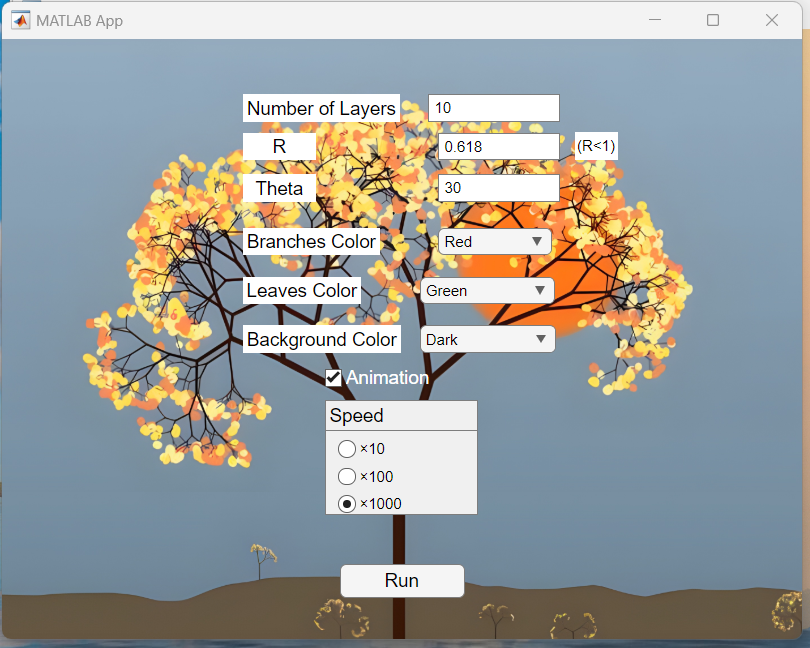 MATLAB App
Number of Layers 10
R 0.618 (R<1)
Theta 30
Branches Color Red
Leaves Color Green
Background Color Dark
Animation
Speed
×10
×100
×1000
Run